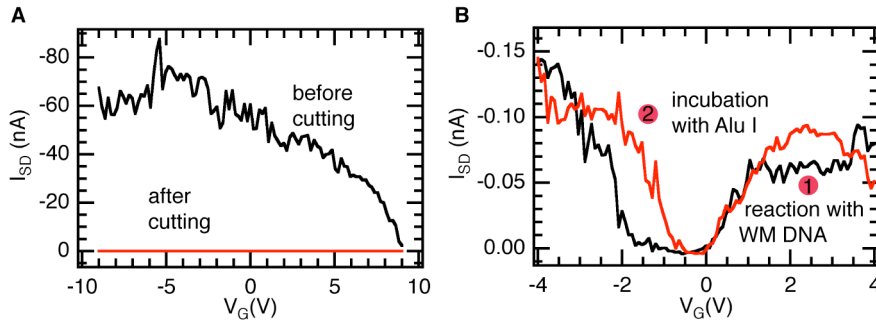 A
I_SD (nA)
-80
-60
-40
-20
0
before
cutting
after
cutting
-10
-5
0
5
10
V_G(V)
B
I_SD (nA)
-0.15
-0.10
-0.05
0.00
2
incubation
with Alu I
1
reaction with
WM DNA
-4
-2
0
2
4
V_G(V)